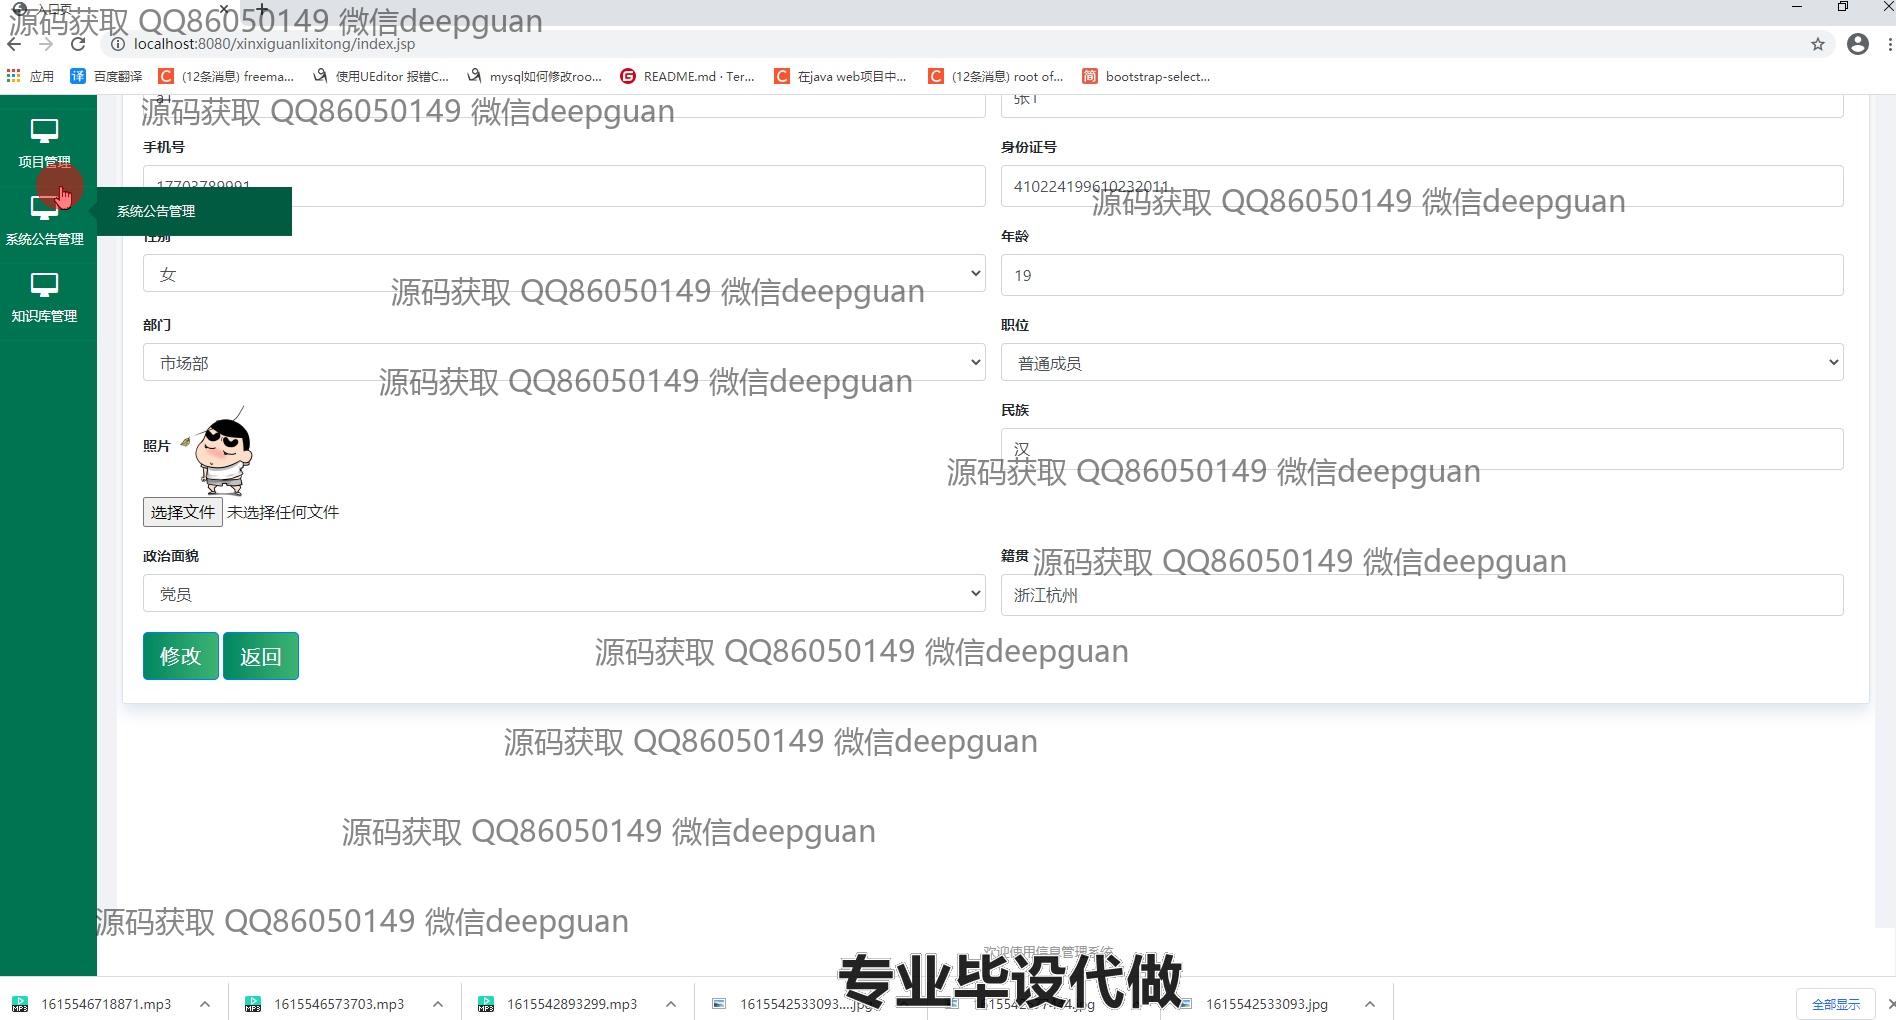 入口页
源码获取 QQ86050149 微信deepguan
localhost:8080/xinxiguanlixitong/index.jsp
应用 百度翻译 (12条消息) freema... 使用UEditor 报错C... mysql如何修改roo... README.md · Ter... 在java web项目中... (12条消息) root of... bootstrap-select...
a1 张1
源码获取 QQ86050149 微信deepguan
手机号 身份证号
项目管理
17703789991 410224199610232011
源码获取 QQ86050149 微信deepguan
系统公告管理
系统公告管理
性别 年龄
女 19
源码获取 QQ86050149 微信deepguan
知识库管理
部门 职位
市场部 普通成员
源码获取 QQ86050149 微信deepguan
民族
照片 汉
源码获取 QQ86050149 微信deepguan
选择文件 未选择任何文件
政治面貌 籍贯
源码获取 QQ86050149 微信deepguan
党员 浙江杭州
修改 返回
源码获取 QQ86050149 微信deepguan
源码获取 QQ86050149 微信deepguan
源码获取 QQ86050149 微信deepguan
源码获取 QQ86050149 微信deepguan
欢迎使用信息管理系统
专业毕设代做
1615546718871.mp3 1615546573703.mp3 1615542893299.mp3 1615542533093....jpg 1615542533093.jpg 全部显示